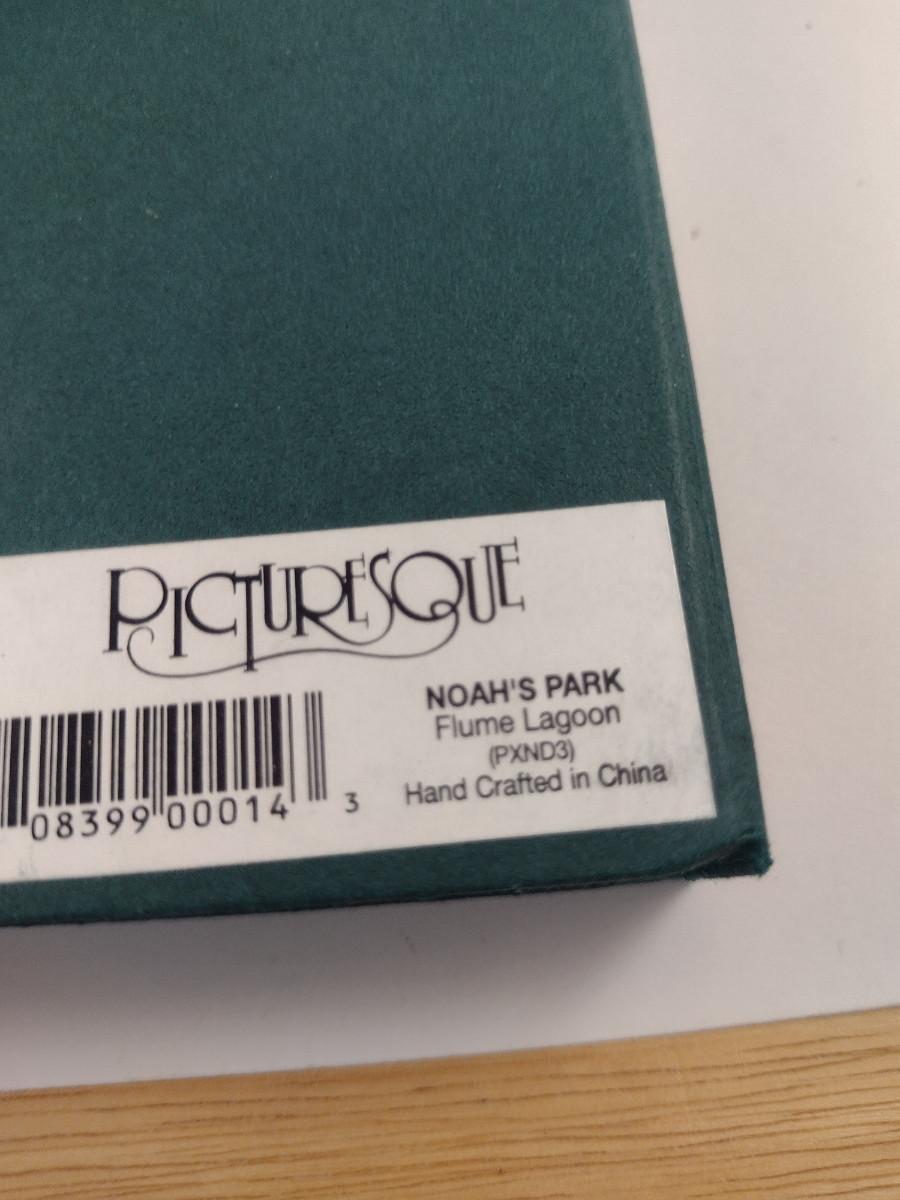 PICTURESQUE
NOAH'S PARK
Flume Lagoon
(PXND3)
Hand Crafted in China
08399 00014 3